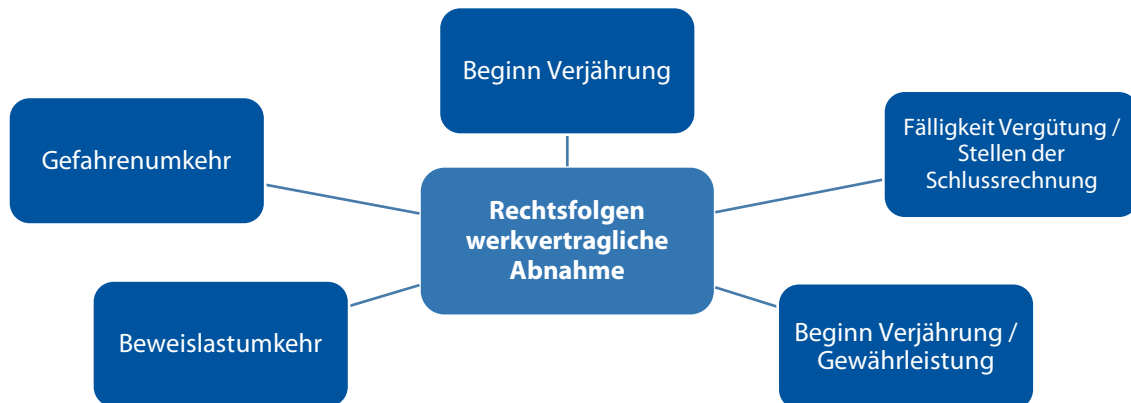 Beginn Verjährung
Gefahrenumkehr
Fälligkeit Vergütung /
Stellen der
Schlussrechnung
Rechtsfolgen
werkvertragliche
Abnahme
Beweislastumkehr
Beginn Verjährung /
Gewährleistung